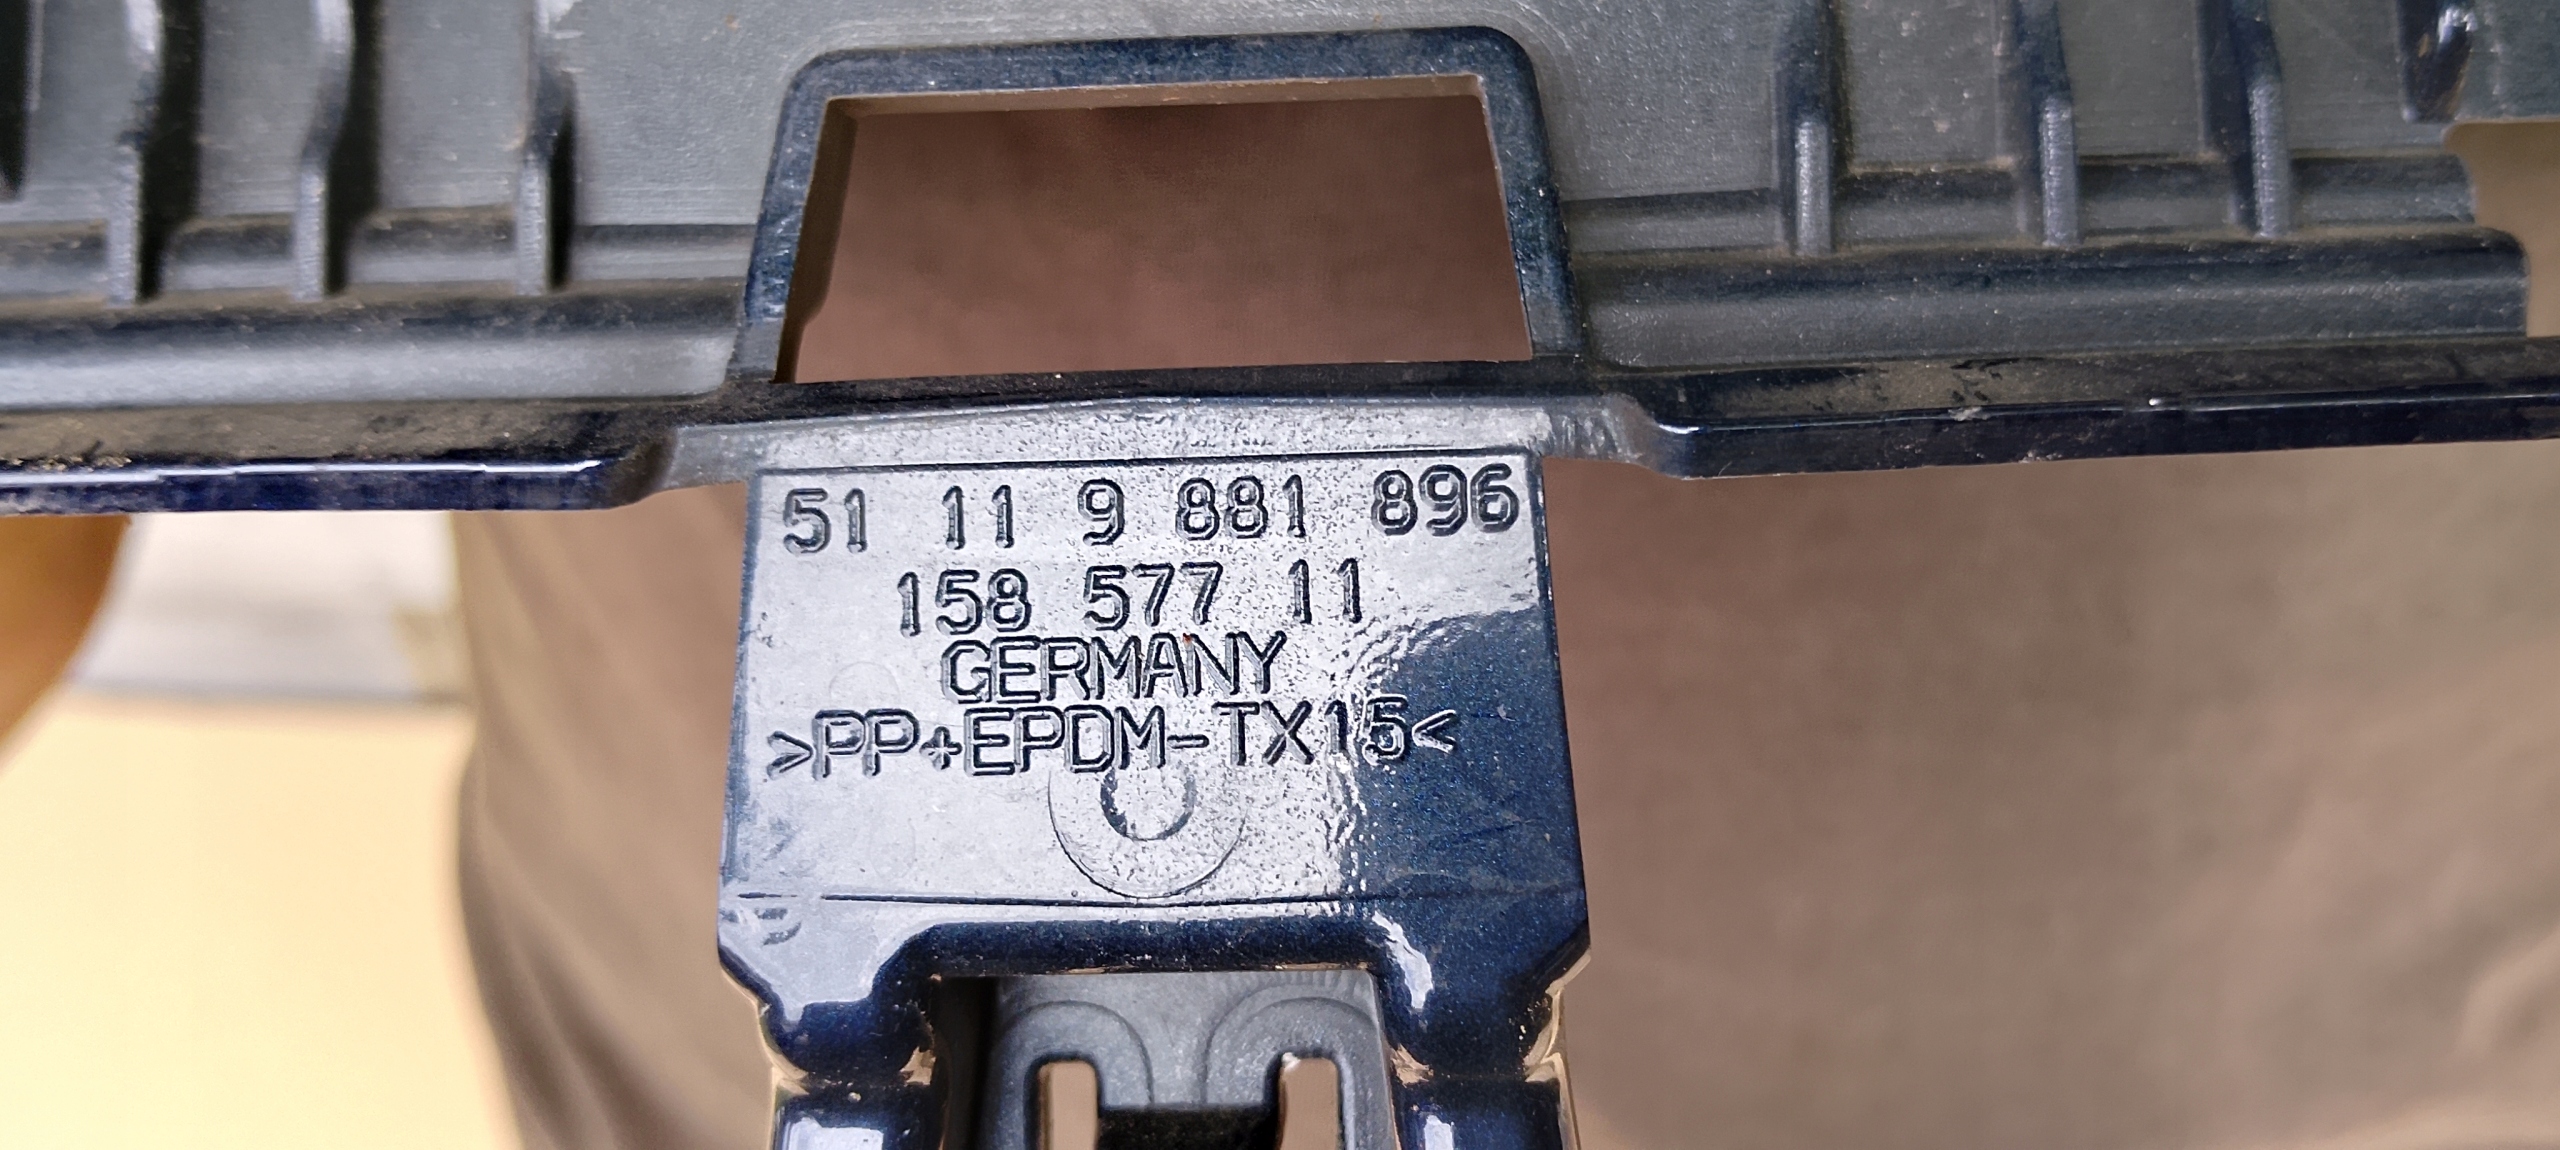 51 11 9 881 896
158 577 11
GERMANY
>PP+EPDM-TX15<